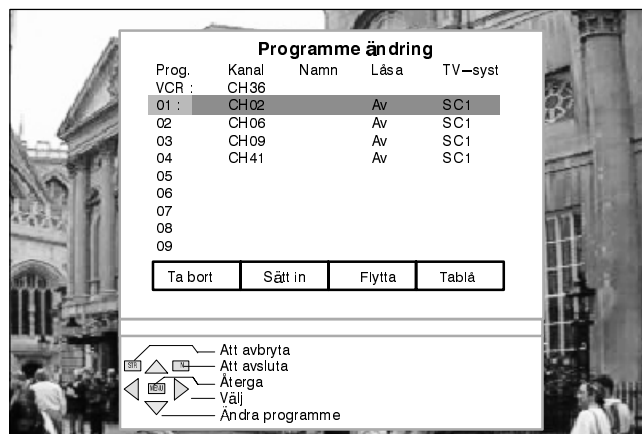 Programme ändring
Prog. Kanal Namn Låsa TV–syst
VCR : CH36
01 : CH02 Av SC1
02 CH06 Av SC1
03 CH09 Av SC1
04 CH41 Av SC1
05
06
07
08
09
Ta bort Sätt in Flytta Tablå
Att avbryta
STR N Att avsluta
Återga
MENU Välj
Ändra programme